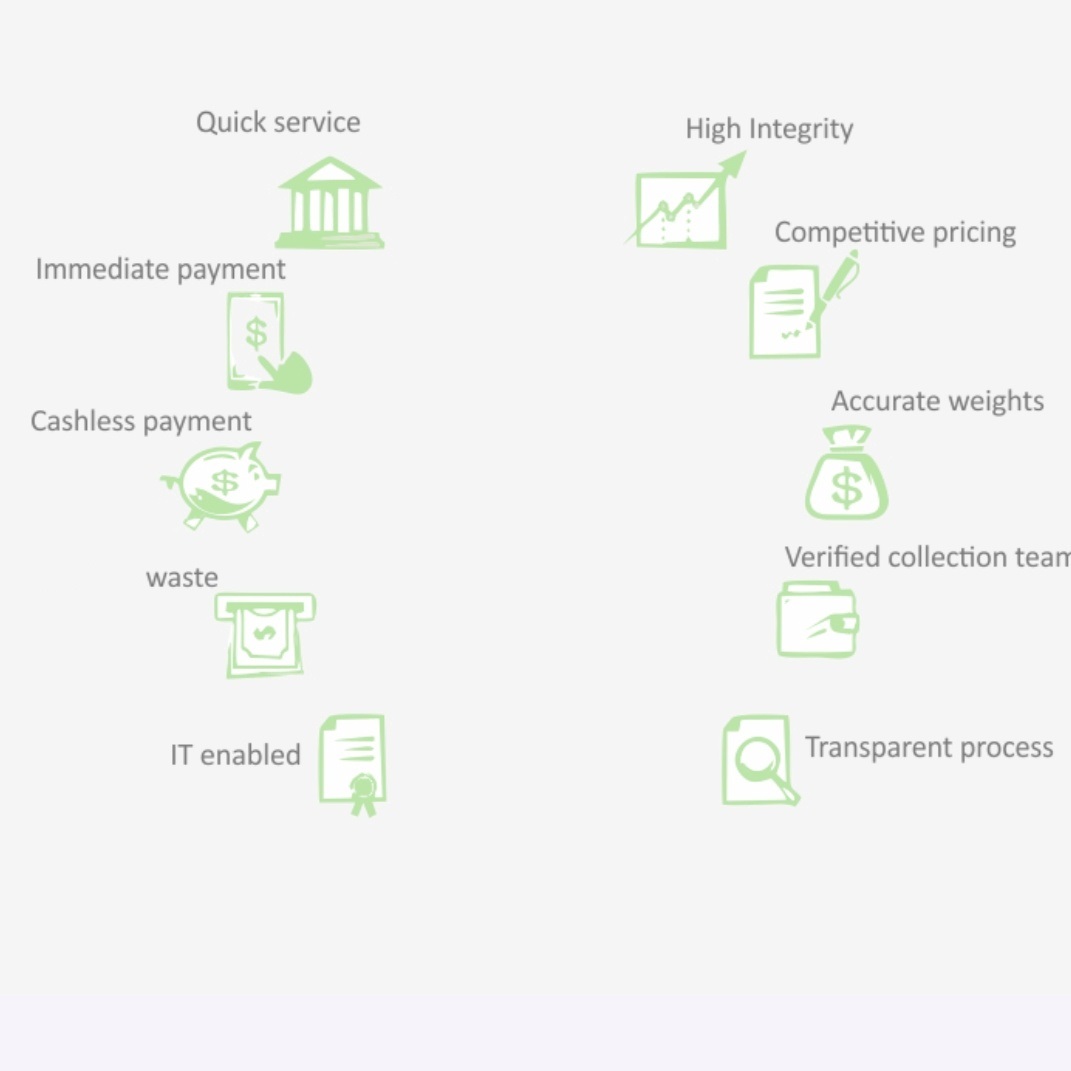 Quick service
High Integrity
Competitive pricing
Immediate payment
Accurate weights
Cashless payment
Verified collection team
waste
IT enabled
Transparent process